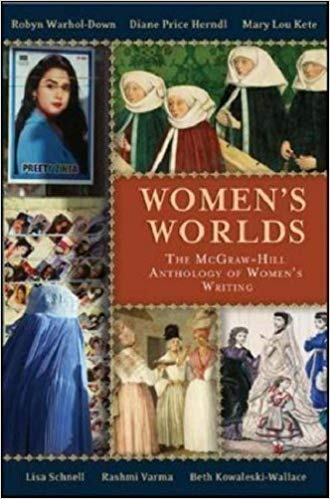 Robyn Warhol-Down Diane Price Herndl Mary Lou Kete
PREETY ZINTA
WOMEN'S
WORLDS
THE MCGRAW-HILL
ANTHOLOGY OF WOMEN'S
WRITING
Lisa Schnell Rashmi Varma Beth Kowaleski-Wallace